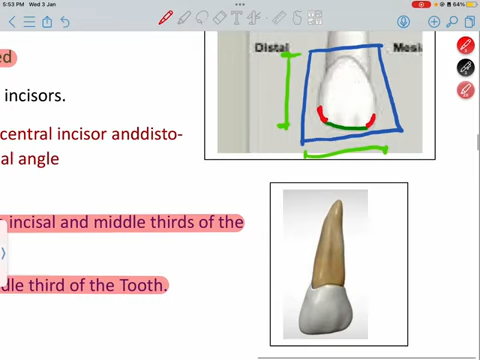 5:53 PM Wed 3 Jan
64%
Distal
Mesi
ed
incisors.
central incisor anddisto-
al angle
incisal and middle thirds of the
dle third of the Tooth.